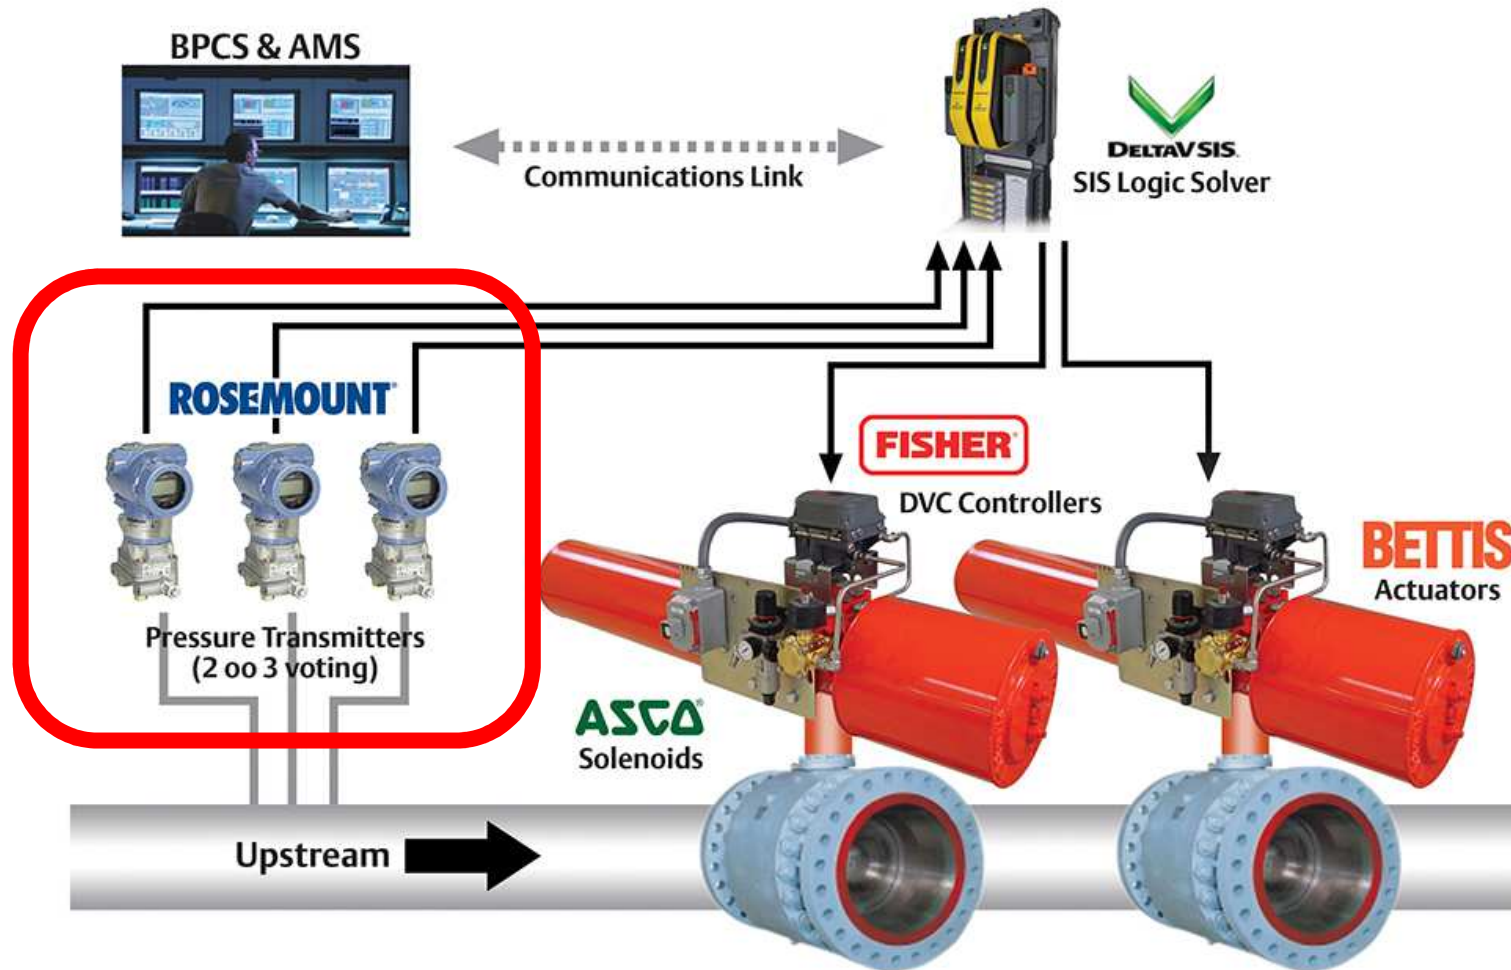 BPCS & AMS
Communications Link
DELTAV SIS
SIS Logic Solver
ROSEMOUNT
Pressure Transmitters
(2 oo 3 voting)
FISHER
DVC Controllers
BETTIS
Actuators
ASCO
Solenoids
Upstream